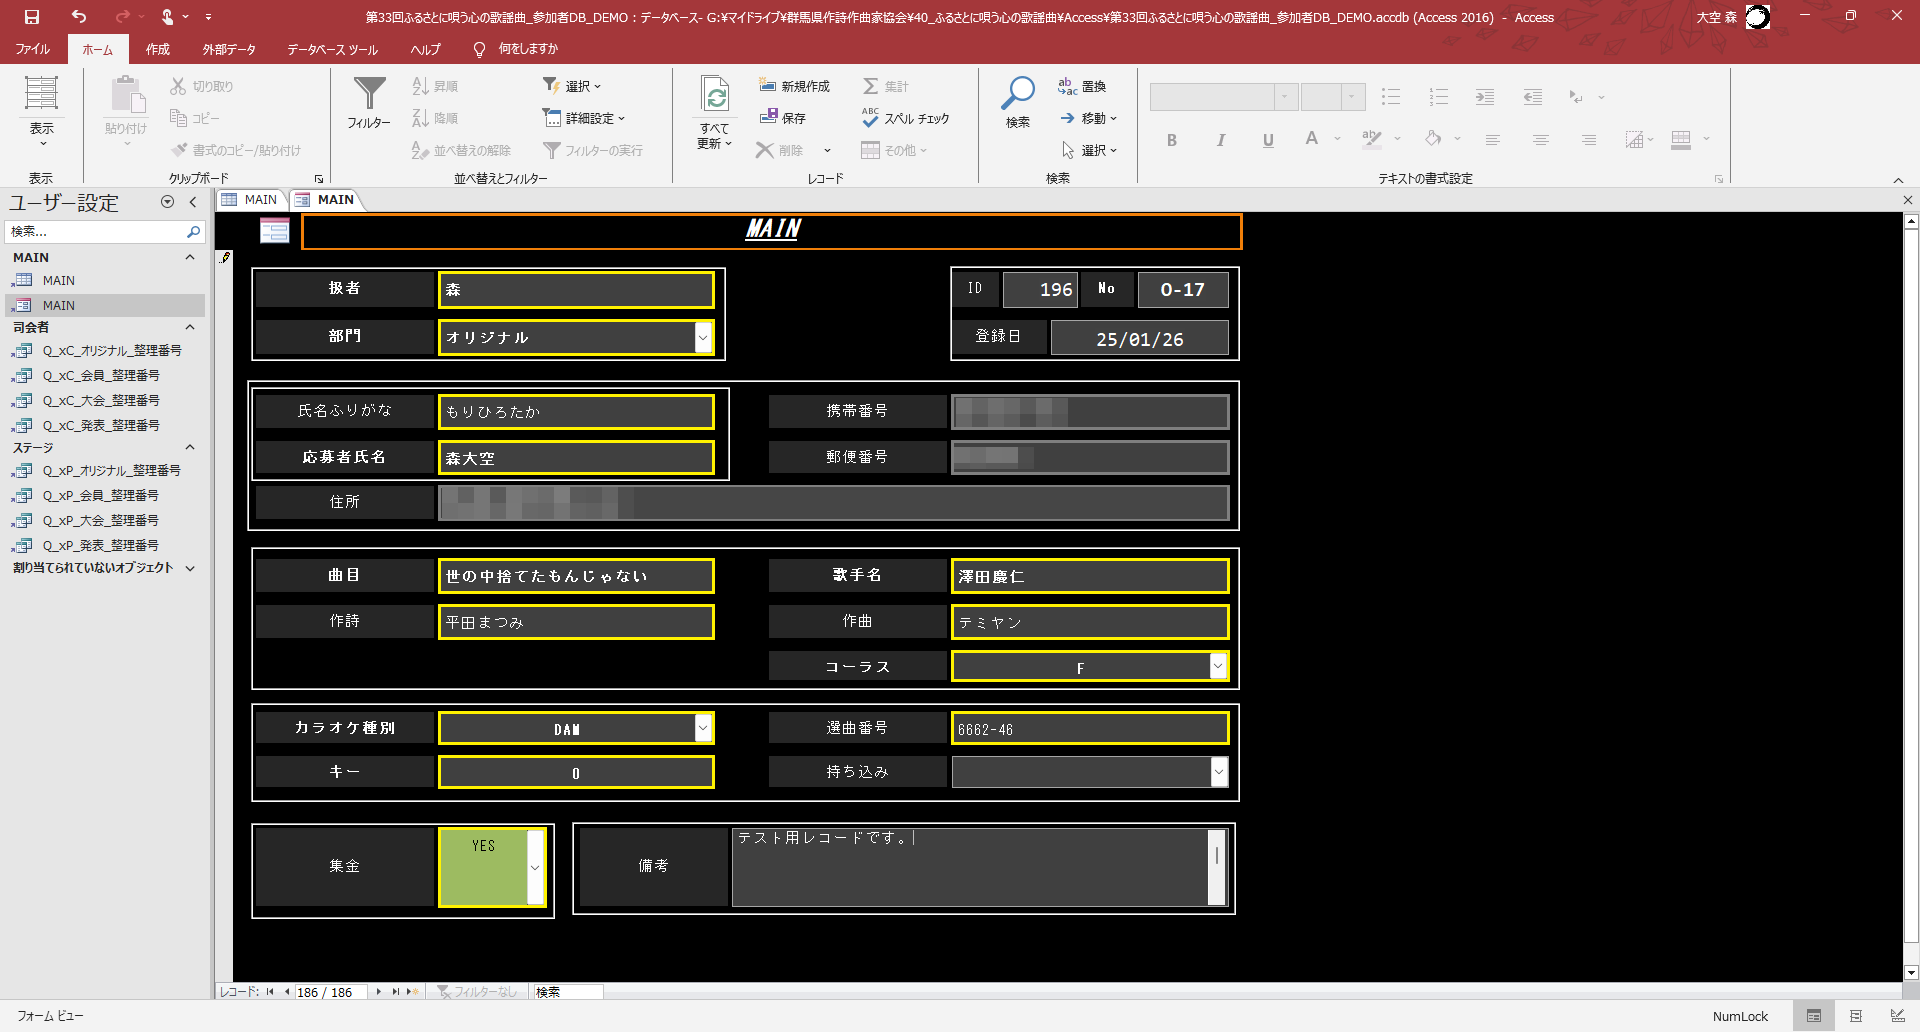 第33回ふるさとに唄う心の歌謡曲_参加者DB_DEMO : データベース- G:¥マイドライブ¥群馬県作詩作曲家協会¥40_ふるさとに唄う心の歌謡曲¥Access¥第33回ふるさとに唄う心の歌謡曲_参加者DB_DEMO.accdb (Access 2016) - Access
大空 森
ファイル ホーム 作成 外部データ データベース ツール ヘルプ 何をしますか
表示
表示
貼り付け
切り取り
コピー
書式のコピー/貼り付け
クリップボード
フィルター
昇順
降順
並べ替えの解除
選択
詳細設定
フィルターの実行
並べ替えとフィルター
すべて
更新
新規作成
保存
削除
集計
スペル チェック
その他
レコード
検索
置換
移動
選択
検索
B I U A
テキストの書式設定
ユーザー設定
検索...
MAIN
MAIN
MAIN
司会者
Q_xC_オリジナル_整理番号
Q_xC_会員_整理番号
Q_xC_大会_整理番号
Q_xC_発表_整理番号
ステージ
Q_xP_オリジナル_整理番号
Q_xP_会員_整理番号
Q_xP_大会_整理番号
Q_xP_発表_整理番号
割り当てられていないオブジェクト
MAIN MAIN
MAIN
扱者 森
ID 196 No O-17
部門 オリジナル
登録日 25/01/26
氏名ふりがな もりひろたか
携帯番号
応募者氏名 森大空
郵便番号
住所
曲目 世の中捨てたもんじゃない
歌手名 澤田慶仁
作詩 平田まつみ
作曲 テミヤン
コーラス F
カラオケ種別 DAM
選曲番号 6662-46
キー 0
持ち込み
集金 YES
備考 テスト用レコードです。
レコード: 186 / 186 フィルターなし 検索
フォーム ビュー
NumLock